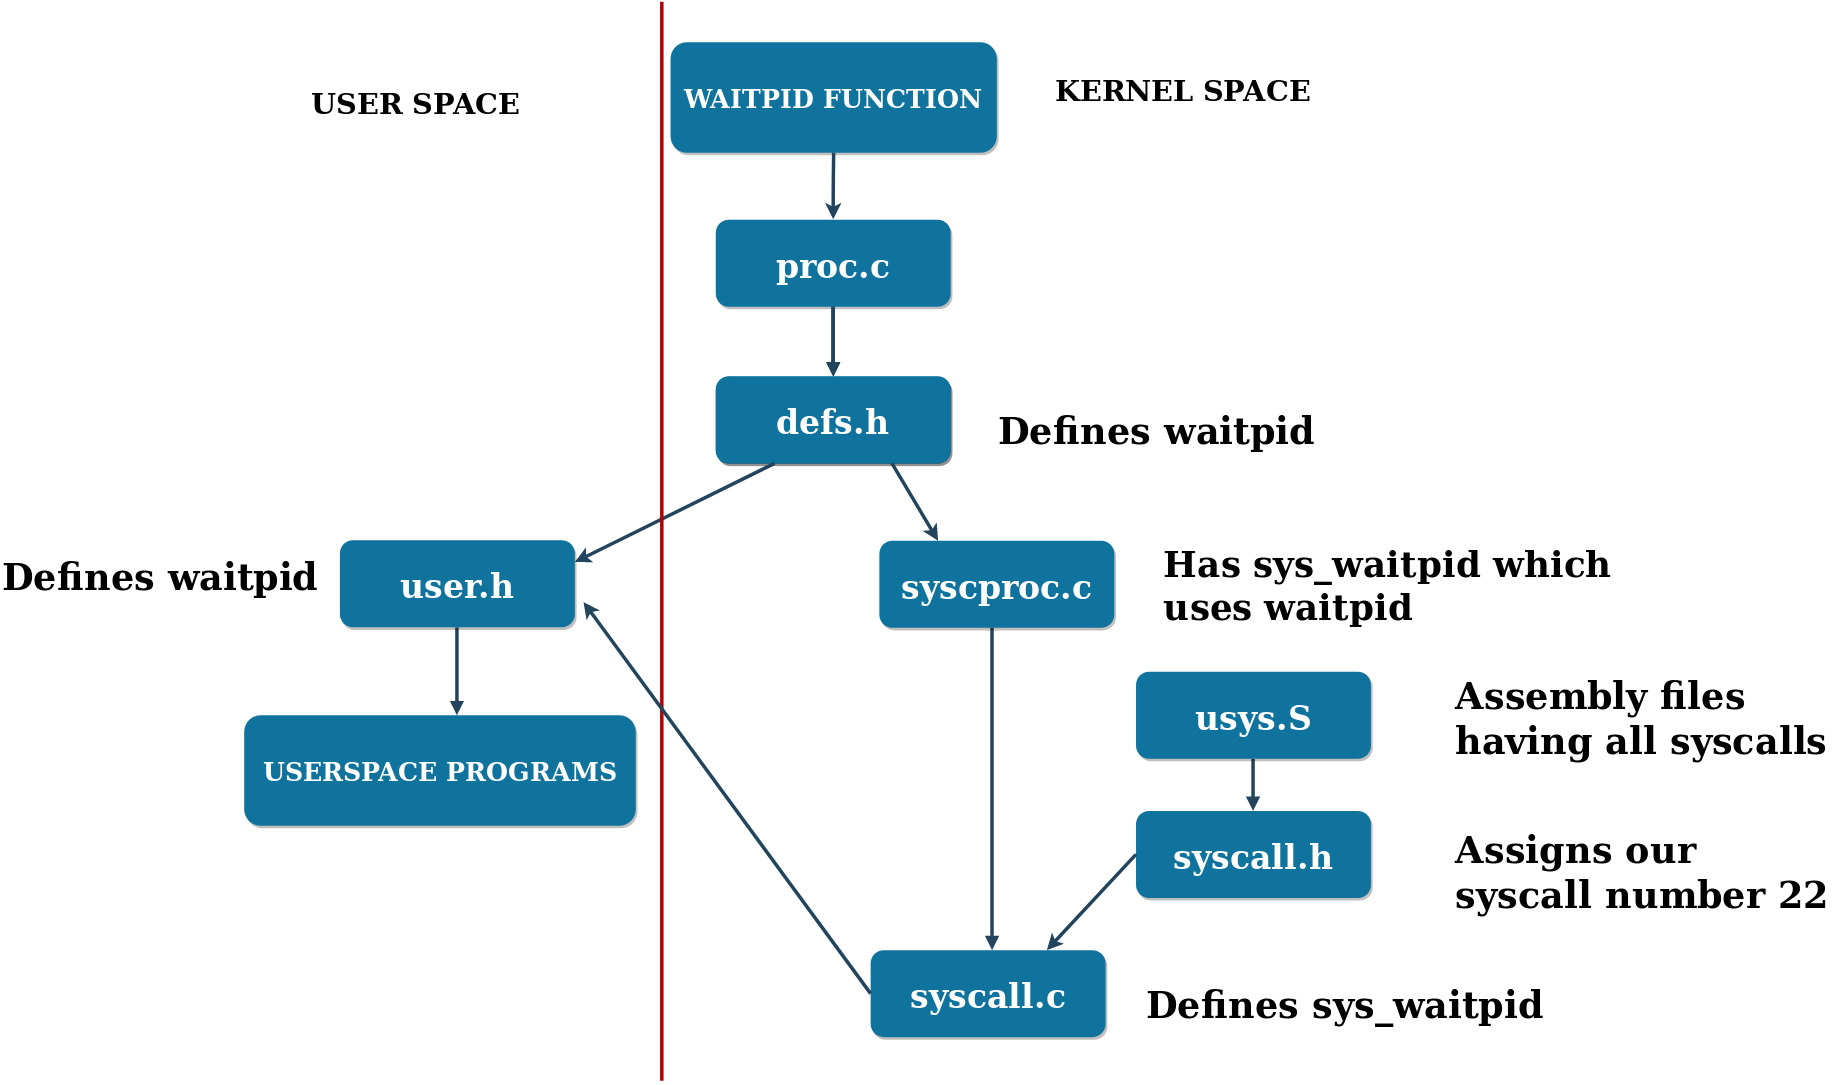 USER SPACE
WAITPID FUNCTION
KERNEL SPACE
proc.c
defs.h
Defines waitpid
Defines waitpid
user.h
syscproc.c
Has sys_waitpid which
uses waitpid
USERSPACE PROGRAMS
usys.S
Assembly files
having all syscalls
syscall.h
Assigns our
syscall number 22
syscall.c
Defines sys_waitpid